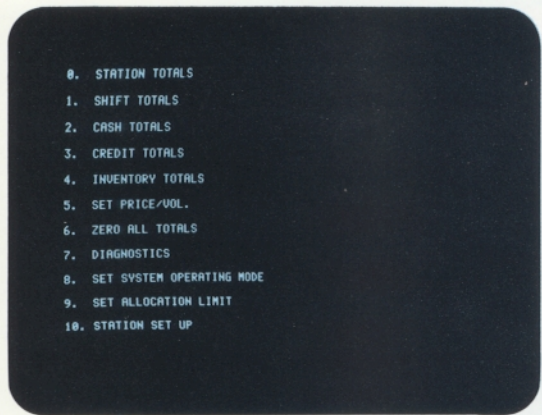 0. STATION TOTALS
1. SHIFT TOTALS
2. CASH TOTALS
3. CREDIT TOTALS
4. INVENTORY TOTALS
5. SET PRICE/VOL.
6. ZERO ALL TOTALS
7. DIAGNOSTICS
8. SET SYSTEM OPERATING MODE
9. SET ALLOCATION LIMIT
10. STATION SET UP